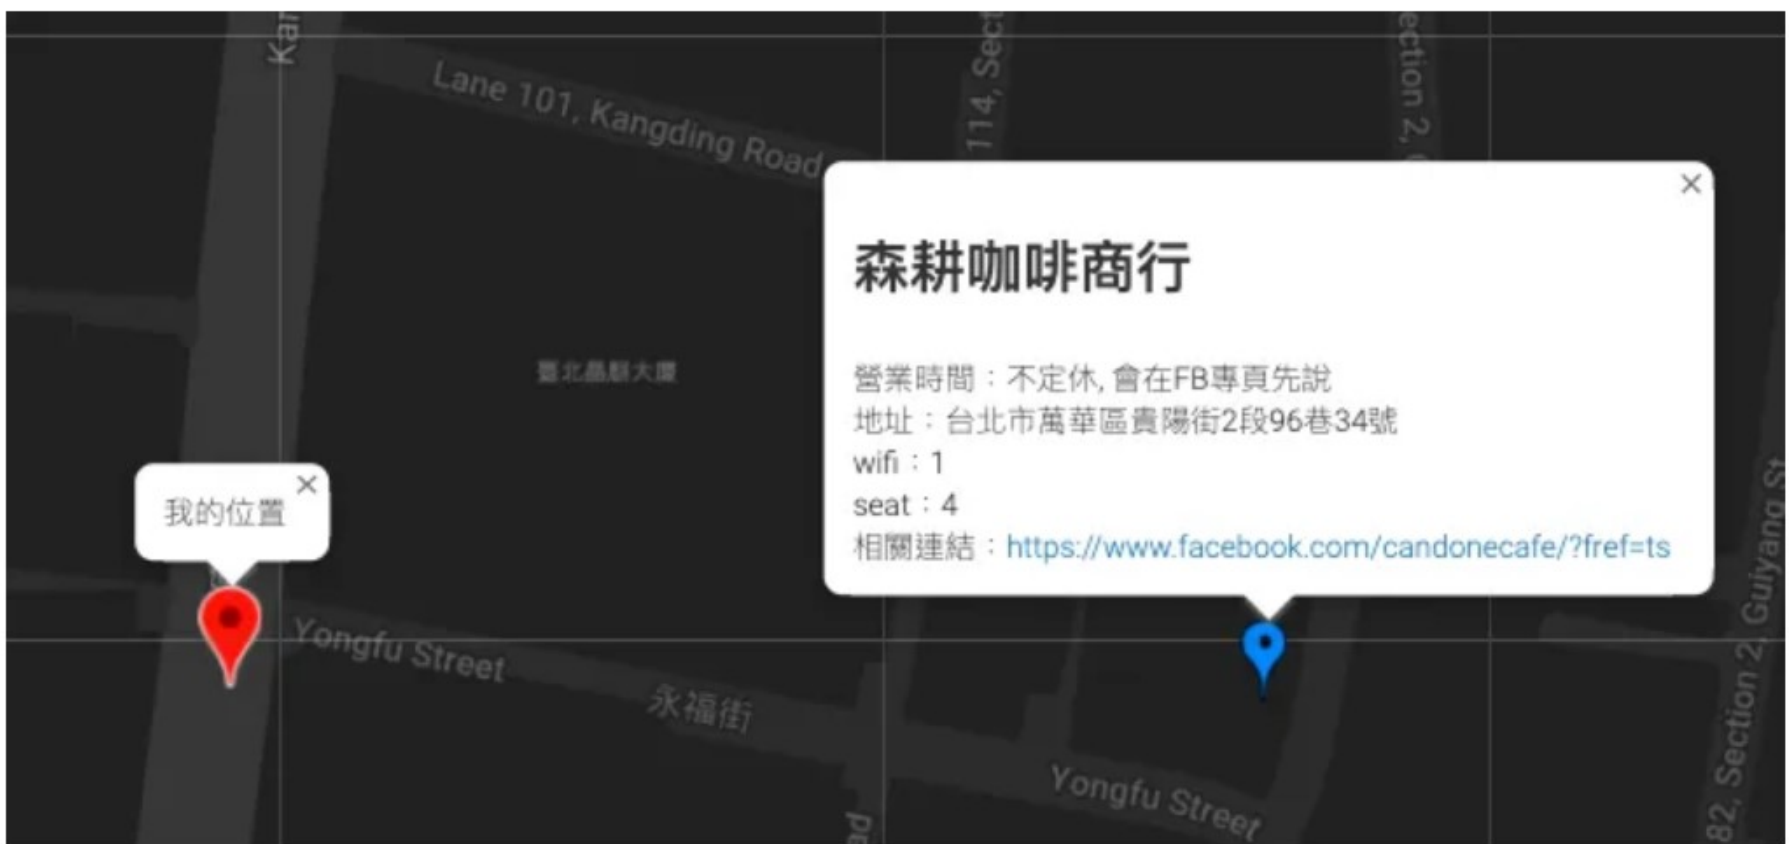 Kar
Lane 101, Kangding Road
114, Sect
ection 2,
森耕咖啡商行
營業時間：不定休, 會在FB專頁先說
地址：台北市萬華區貴陽街2段96巷34號
wifi：1
seat：4
相關連結：https://www.facebook.com/candonecafe/?fref=ts
我的位置
Yongfu Street
永福街
Yongfu Street
82, Section 2, Guiyang St